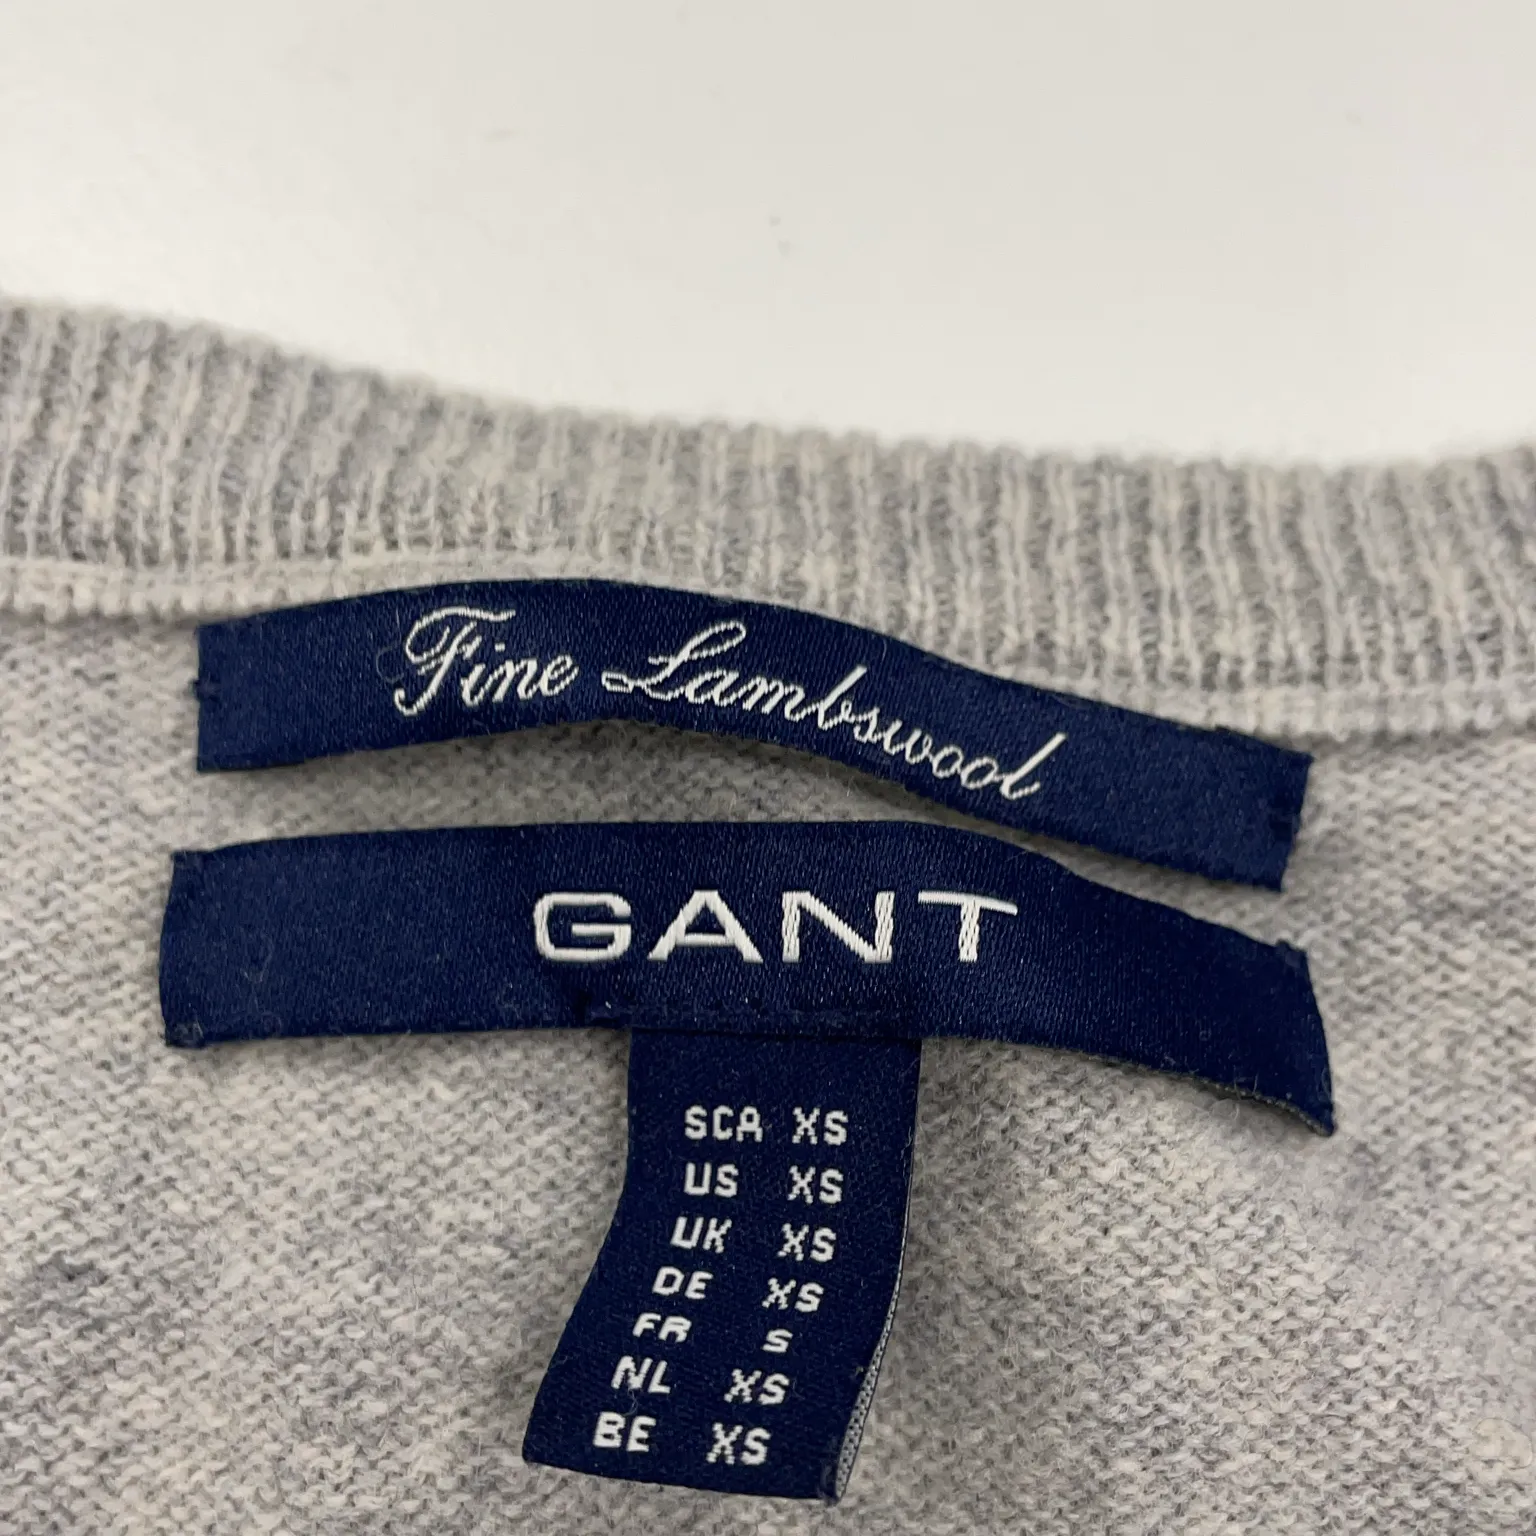 Fine Lambswool
GANT
SCA XS
US XS
UK XS
DE XS
FR S
NL XS
BE XS